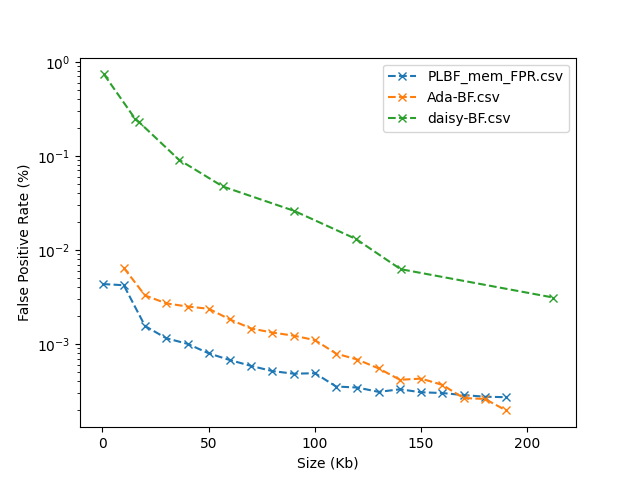 PLBF_mem_FPR.csv
Ada-BF.csv
daisy-BF.csv
False Positive Rate (%)
10⁰
10⁻¹
10⁻²
10⁻³
0 50 100 150 200
Size (Kb)